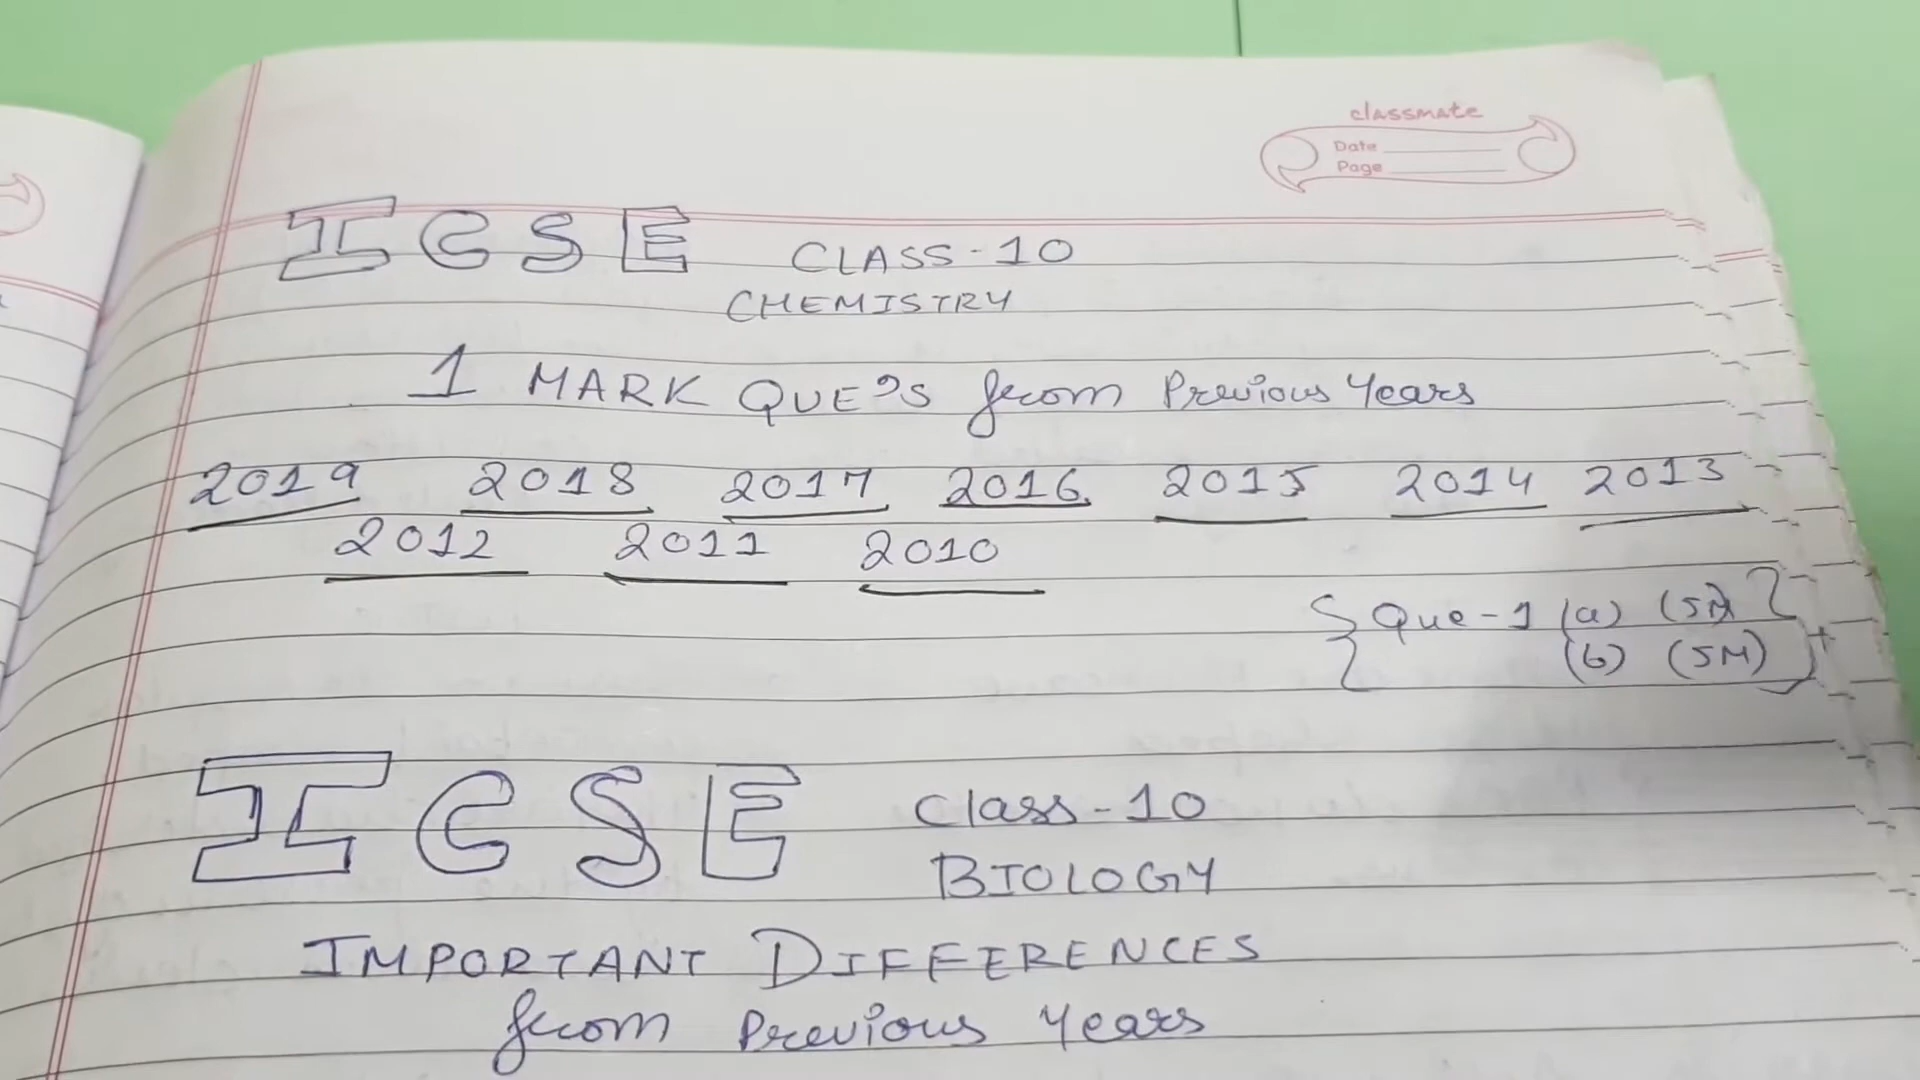 classmate
Date
Page
ICSE CLASS-10
CHEMISTRY
1 MARK QUE's from Previous Years
2019 2018 2017 2016 2015 2014 2013
2012 2011 2010
{ Que-1 (a) (5M) }
(b) (5M) } +
ICSE Class-10
BIOLOGY
IMPORTANT DIFFERENCES
from Previous Years